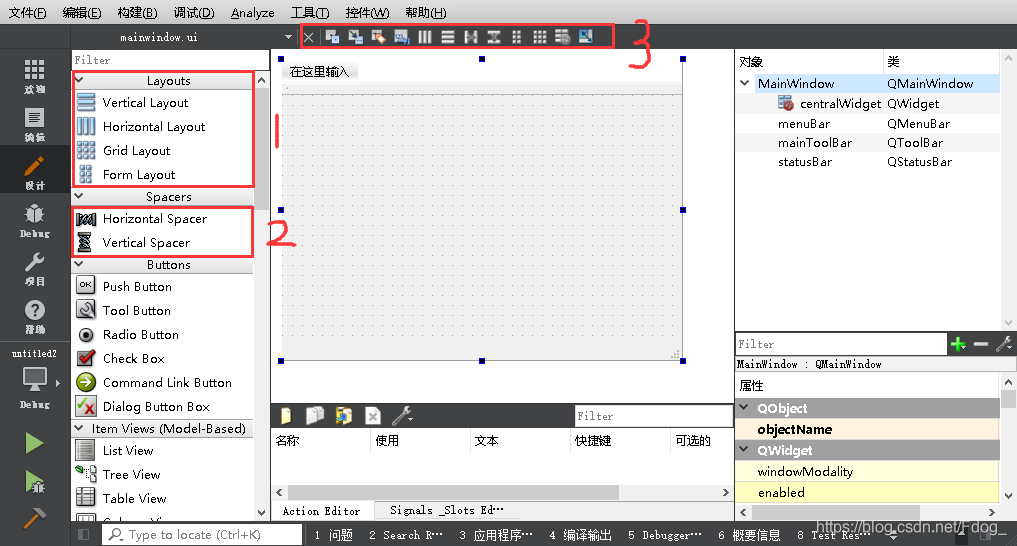 文件(F) 编辑(E) 构建(B) 调试(D) Analyze 工具(T) 控件(W) 帮助(H)
mainwindow.ui
3
Filter
Layouts
Vertical Layout
Horizontal Layout
Grid Layout
Form Layout
1
Spacers
Horizontal Spacer
Vertical Spacer
2
Buttons
OK
Push Button
Tool Button
Radio Button
Check Box
Command Link Button
Dialog Button Box
Item Views (Model-Based)
List View
Tree View
Table View
欢迎
编辑
设计
Debug
项目
帮助
untitled2
Debug
在这里输入
对象 类
MainWindow QMainWindow
centralWidget QWidget
menuBar QMenuBar
mainToolBar QToolBar
statusBar QStatusBar
Filter
名称 使用 文本 快捷键 可选的
Action Editor Signals _Slots Ed…
Filter
MainWindow : QMainWindow
属性
QObject
objectName
QWidget
windowModality
enabled
Type to locate (Ctrl+K)
1 问题 2 Search R… 3 应用程序… 4 编译输出 5 Debugger… 6 概要信息 8 Test Res…
https://blog.csdn.net/Fdog_